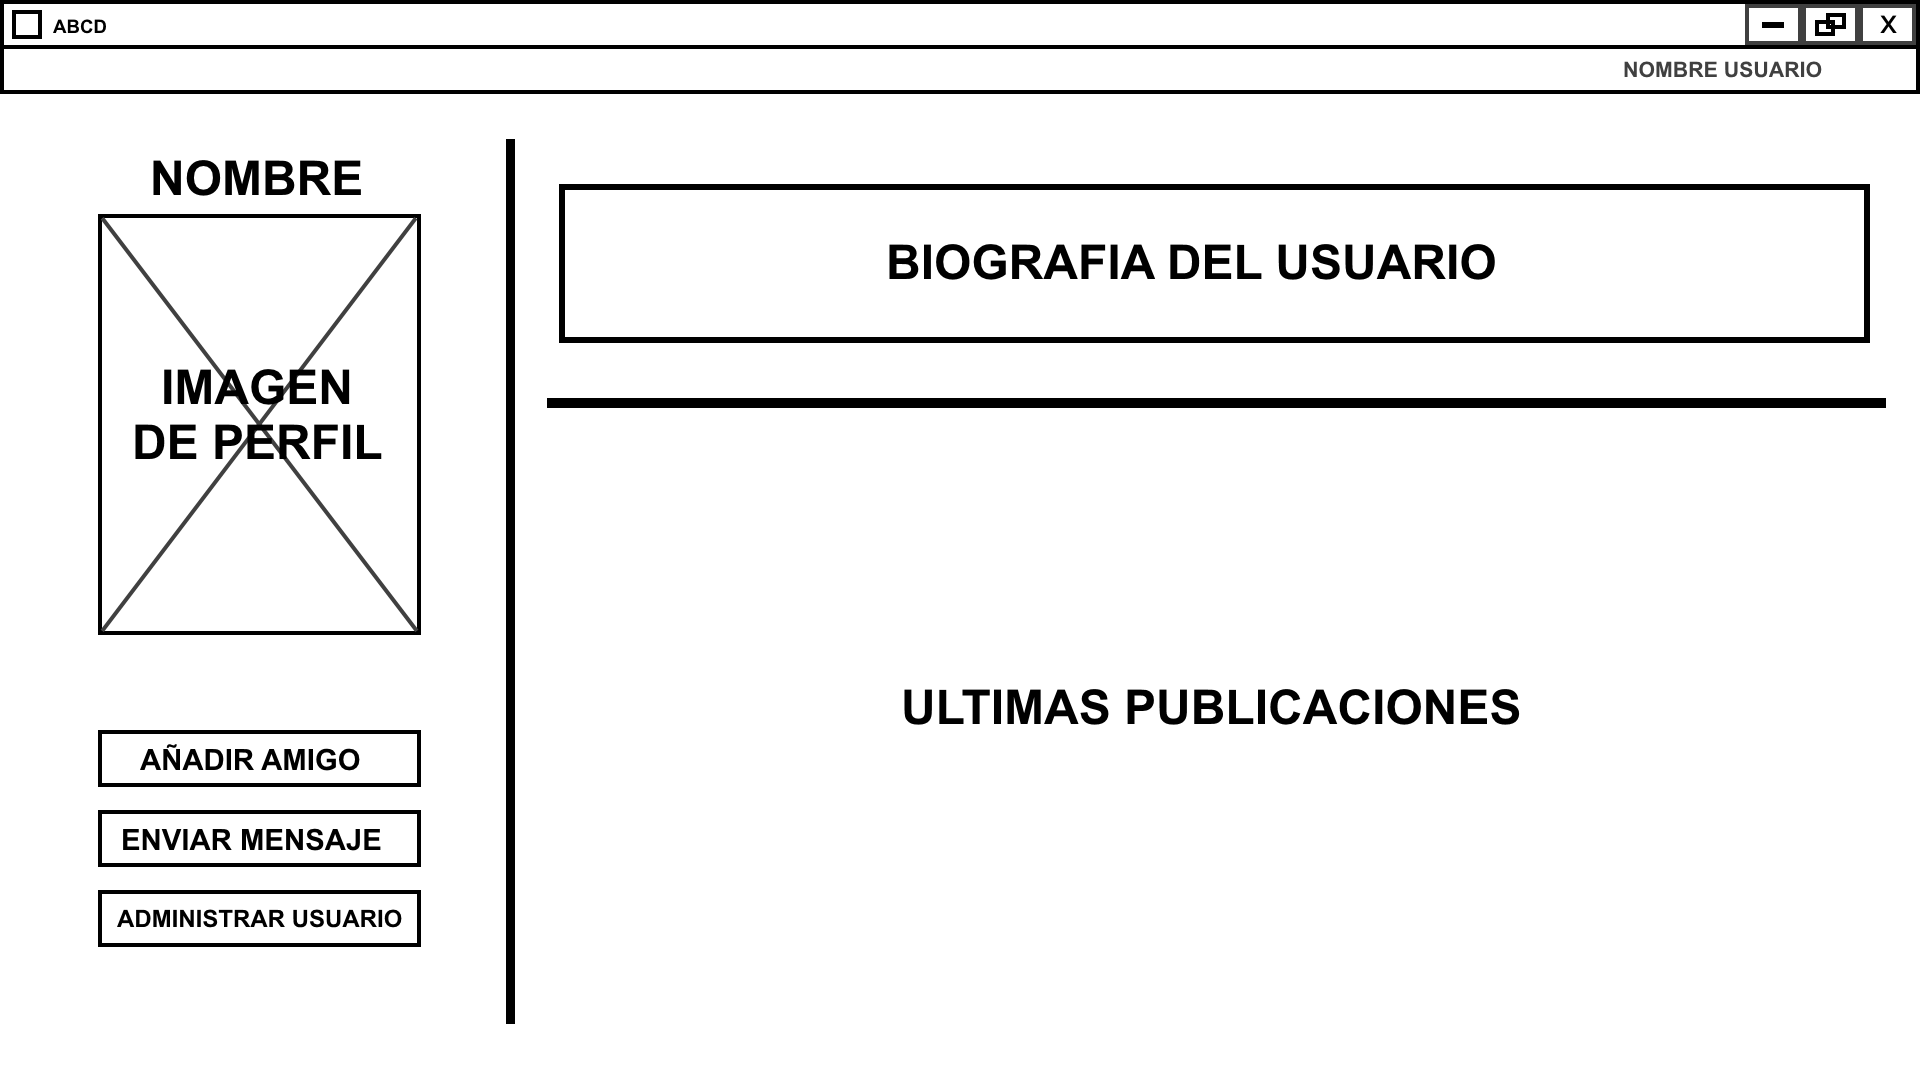 ABCD
X
NOMBRE USUARIO
NOMBRE
IMAGEN
DE PERFIL
AÑADIR AMIGO
ENVIAR MENSAJE
ADMINISTRAR USUARIO
BIOGRAFIA DEL USUARIO
ULTIMAS PUBLICACIONES